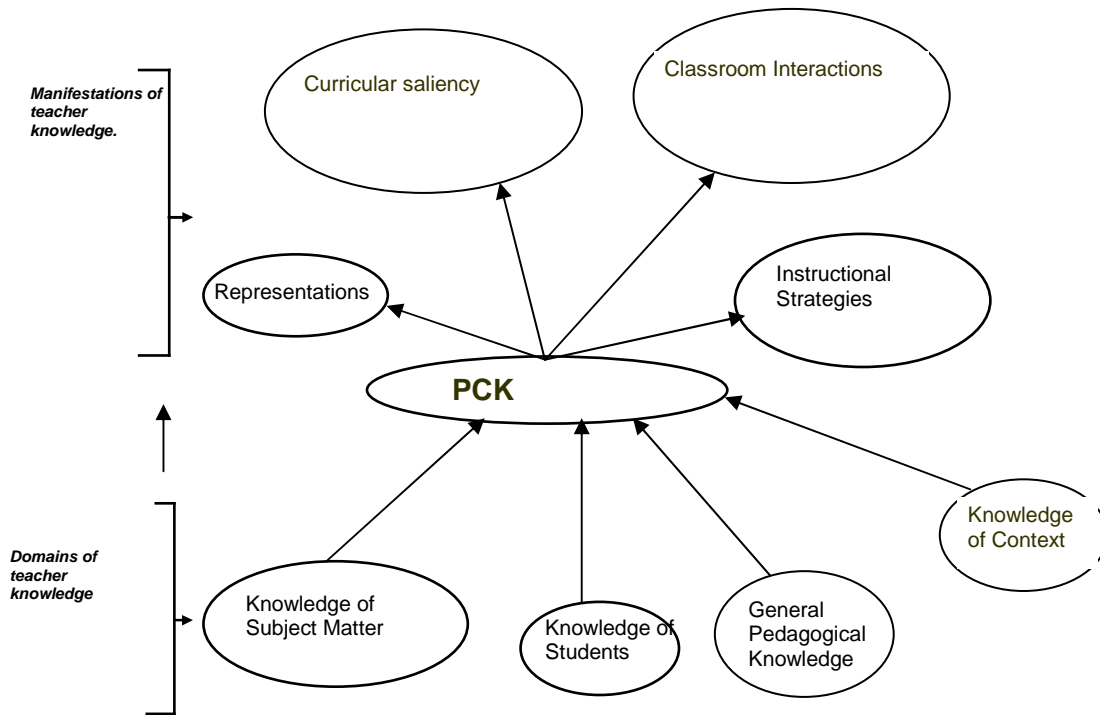 Curricular saliency
Classroom Interactions
Manifestations of
teacher
knowledge.
Representations
Instructional
Strategies
PCK
Knowledge
of Context
Domains of
teacher
knowledge
Knowledge of
Subject Matter
Knowledge of
Students
General
Pedagogical
Knowledge